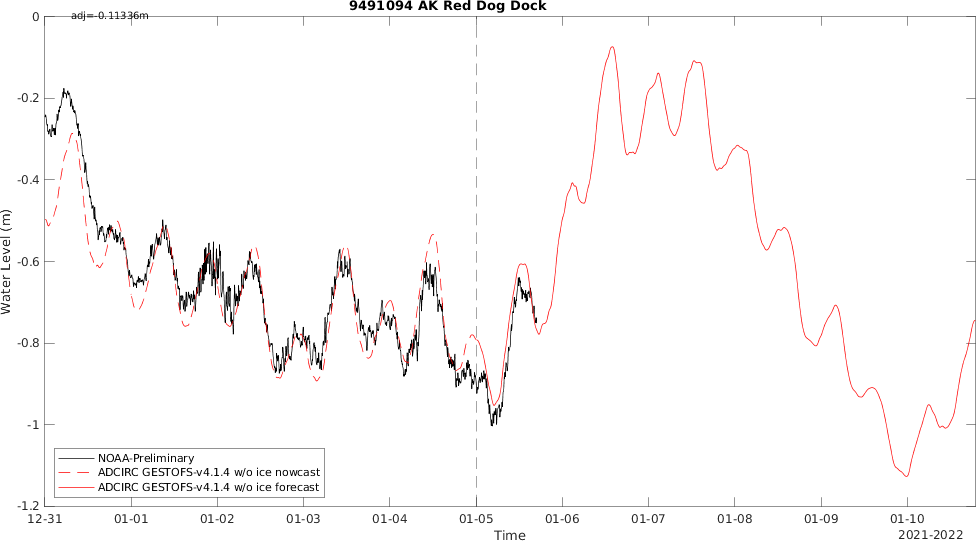 9491094 AK Red Dog Dock
adj=-0.11336m
0
-0.2
-0.4
-0.6
-0.8
-1
-1.2
Water Level (m)
NOAA-Preliminary
ADCIRC GESTOFS-v4.1.4 w/o ice nowcast
ADCIRC GESTOFS-v4.1.4 w/o ice forecast
12-31 01-01 01-02 01-03 01-04 01-05 01-06 01-07 01-08 01-09 01-10
Time
2021-2022